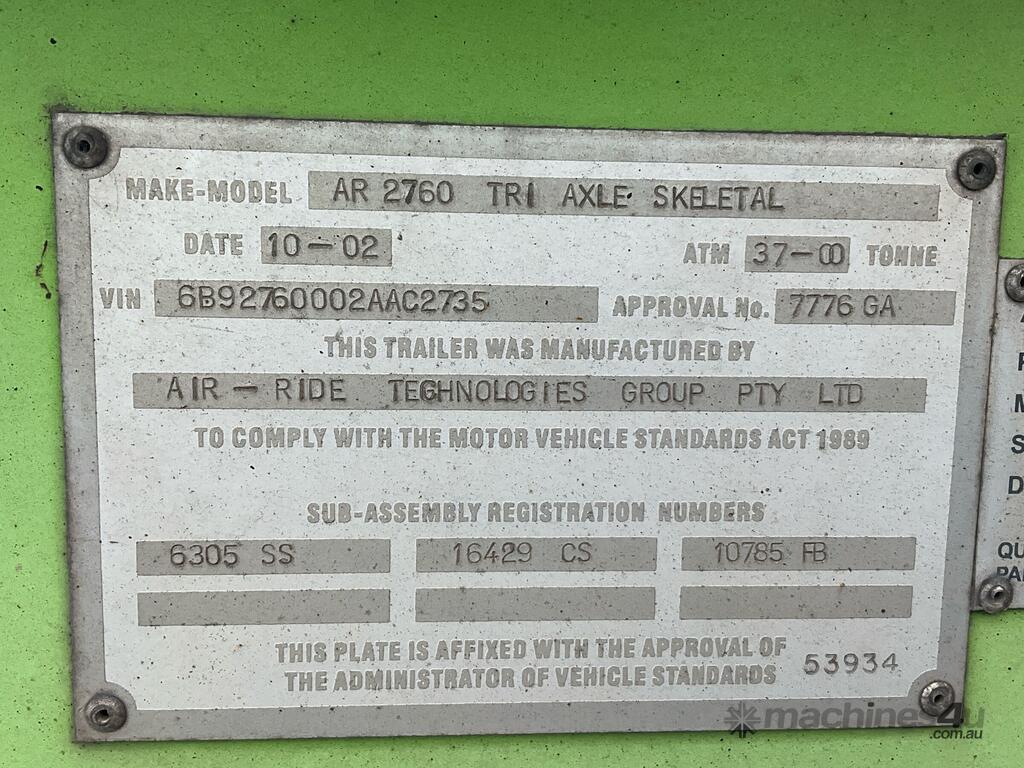 MAKE-MODEL AR 2760 TRI AXLE SKELETAL
DATE 10-02 ATM 37-00 TONNE
VIN 6B92760002AAC2735 APPROVAL No. 7776 GA
THIS TRAILER WAS MANUFACTURED BY
AIR-RIDE TECHNOLOGIES GROUP PTY LTD
TO COMPLY WITH THE MOTOR VEHICLE STANDARDS ACT 1989
SUB-ASSEMBLY REGISTRATION NUMBERS
6305 SS 16429 CS 10785 FB
THIS PLATE IS AFFIXED WITH THE APPROVAL OF
THE ADMINISTRATOR OF VEHICLE STANDARDS 53934
machines4u
.com.au